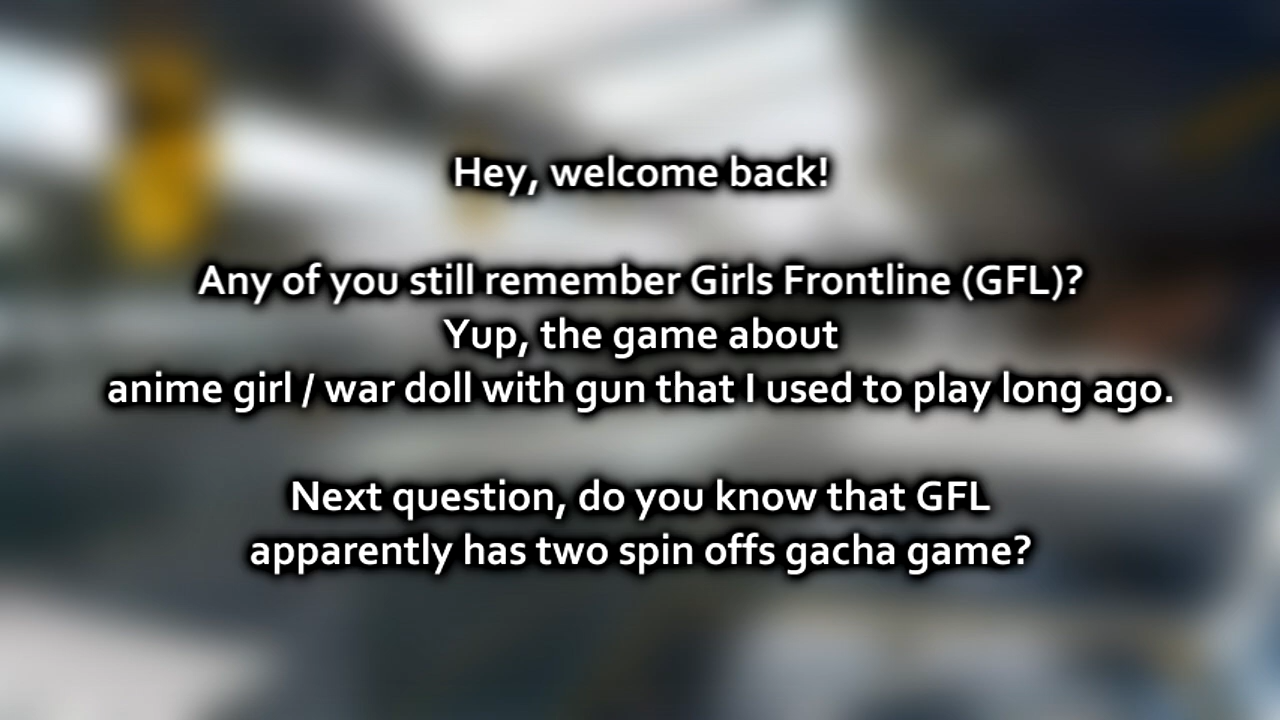 Hey, welcome back!
Any of you still remember Girls Frontline (GFL)?
Yup, the game about
anime girl / war doll with gun that I used to play long ago.
Next question, do you know that GFL
apparently has two spin offs gacha game?